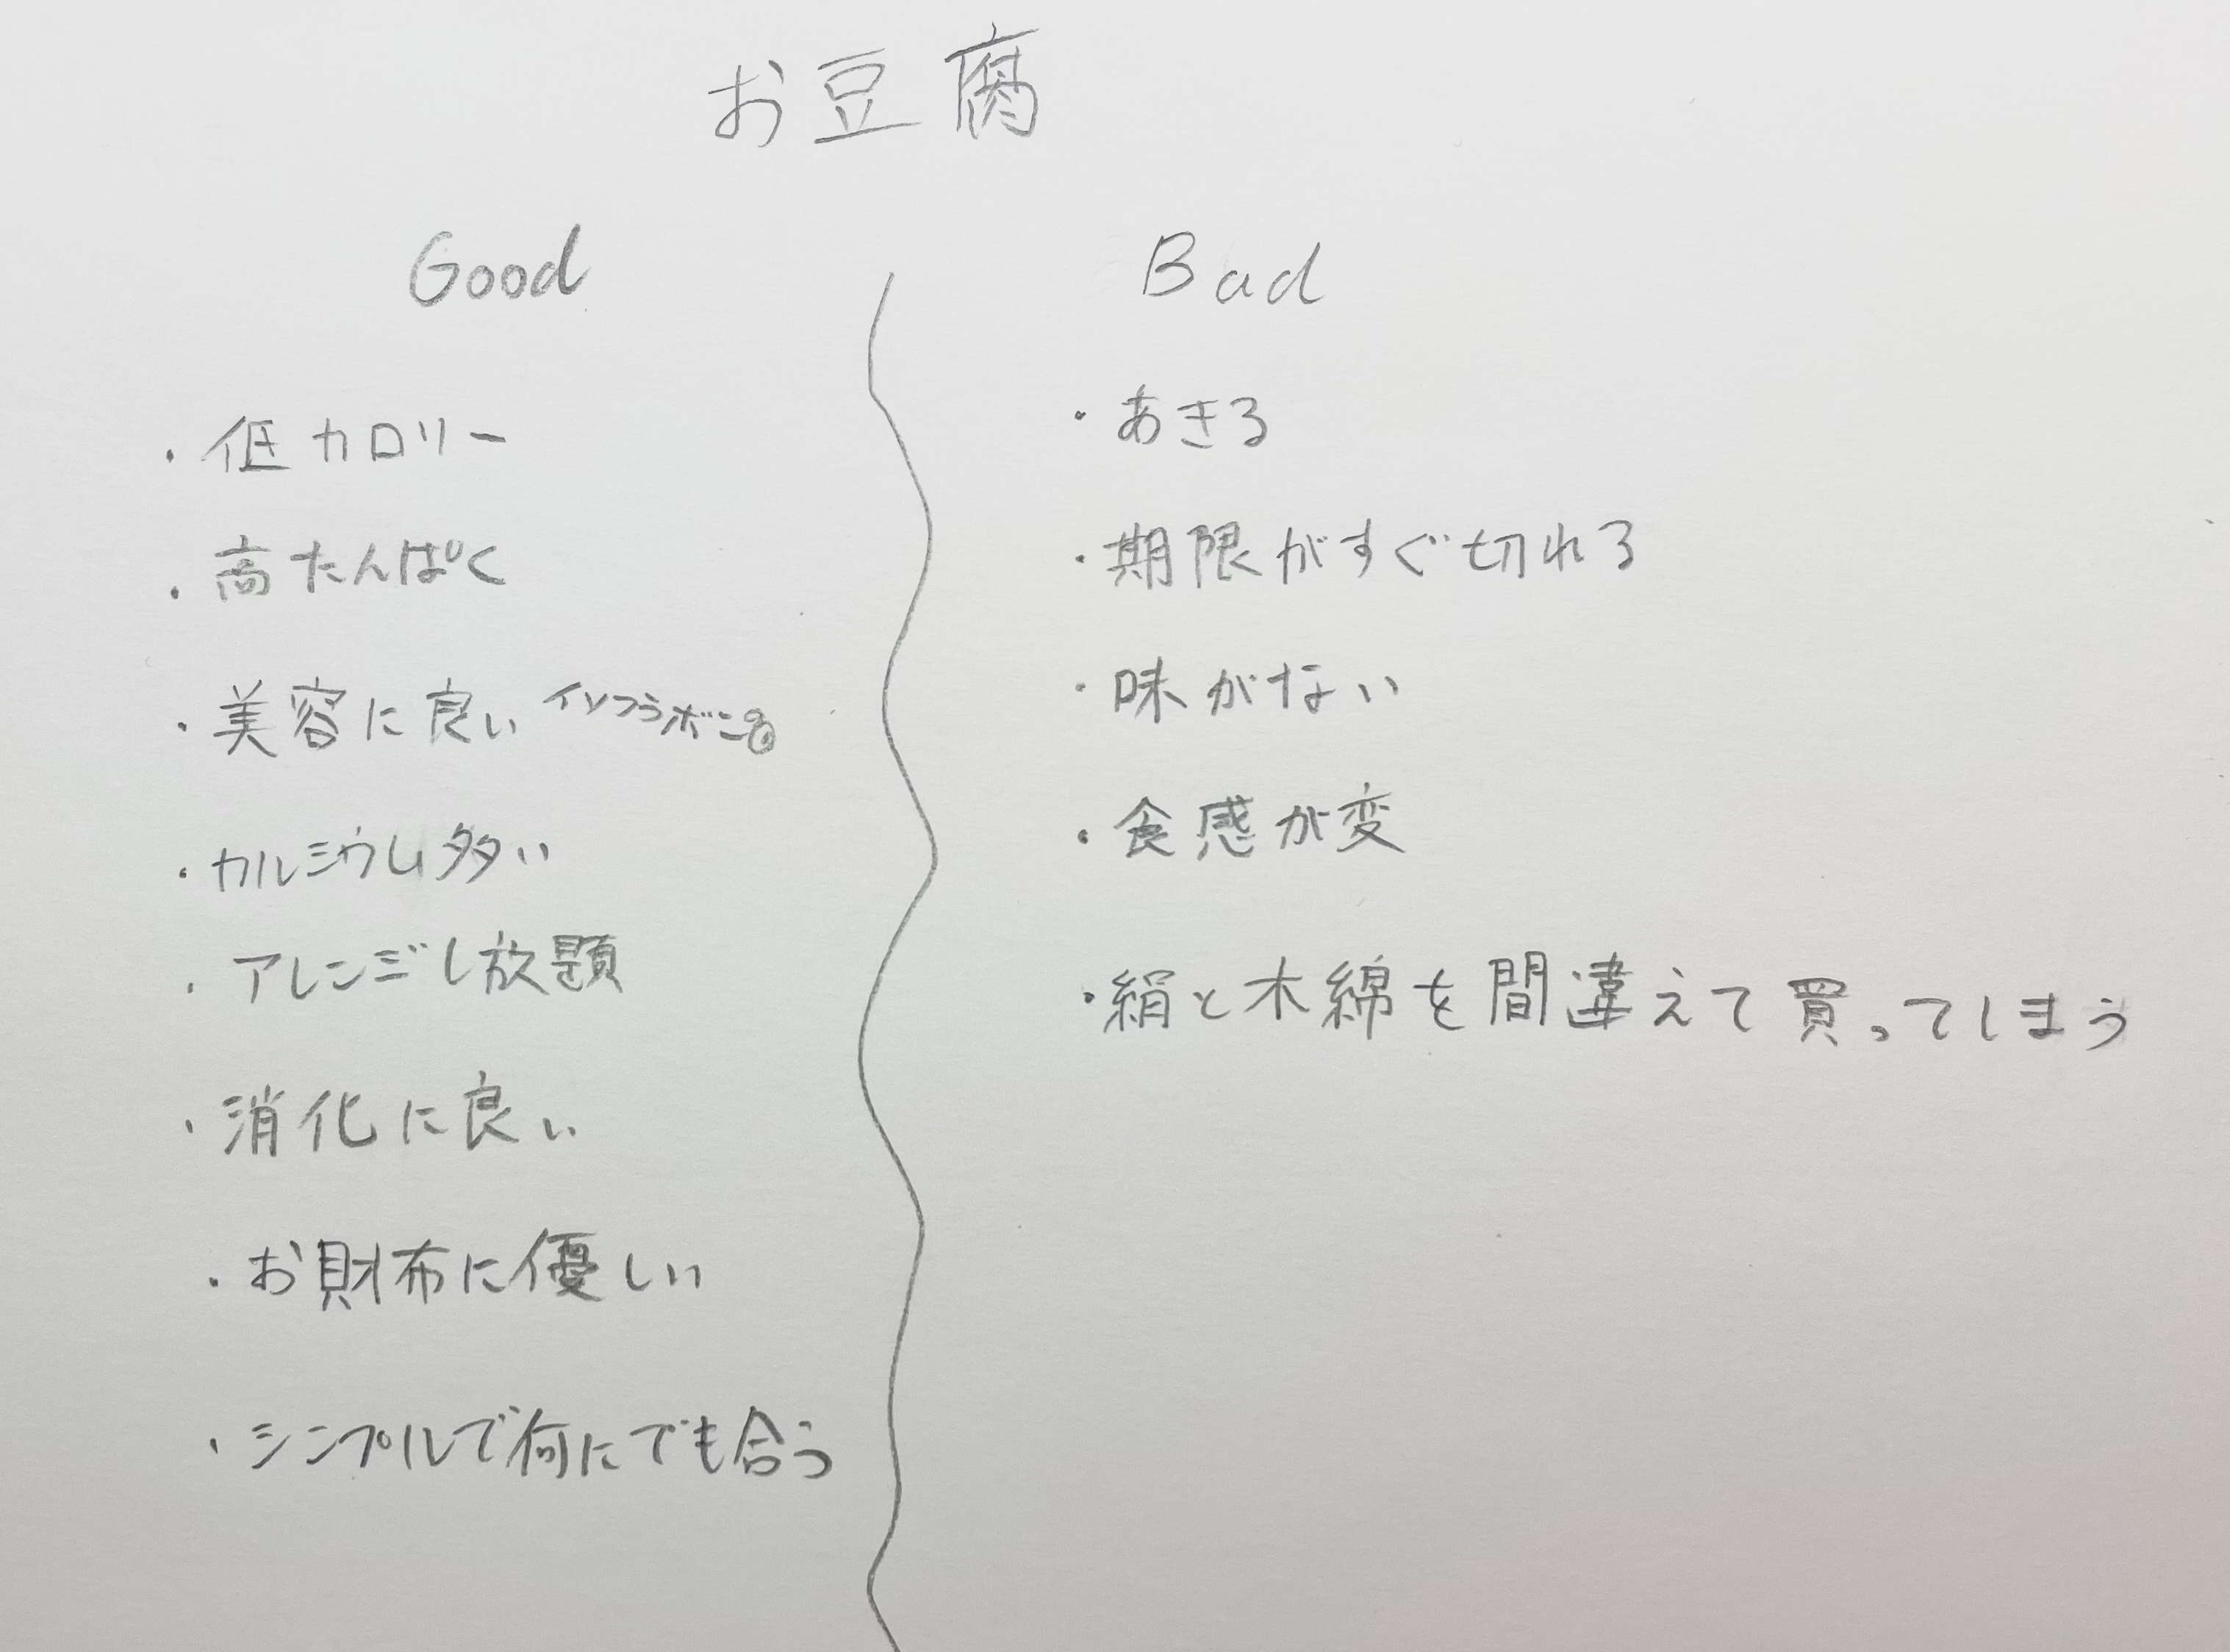 お豆腐
Good
・低カロリー
・高たんぱく
・美容に良い イソフラボン
・カルシウム多い
・アレンジし放題
・消化に良い
・お財布に優しい
・シンプルで何にでも合う
Bad
・あきる
・期限がすぐ切れる
・味がない
・食感が変
・絹と木綿を間違えて買ってしまう